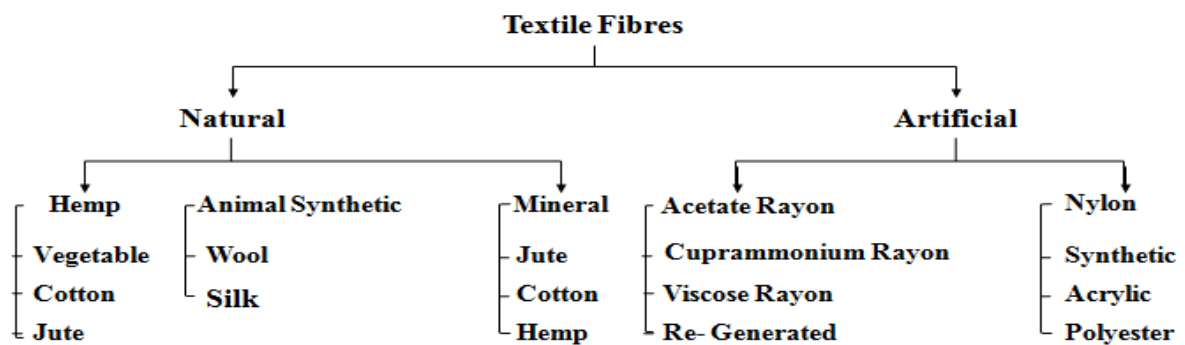 Textile Fibres
Natural
Artificial
Hemp
Vegetable
Cotton
Jute
Animal Synthetic
Wool
Silk
Mineral
Jute
Cotton
Hemp
Acetate Rayon
Cuprammonium Rayon
Viscose Rayon
Re- Generated
Nylon
Synthetic
Acrylic
Polyester